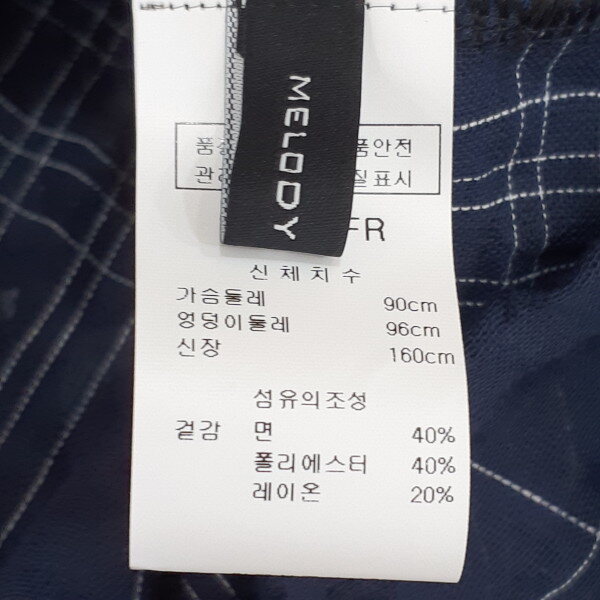 MELODY
품 품안전
관 질표시
FR
신체치수
가슴둘레 90cm
엉덩이둘레 96cm
신장 160cm
섬유의조성
겉감 면 40%
폴리에스터 40%
레이온 20%